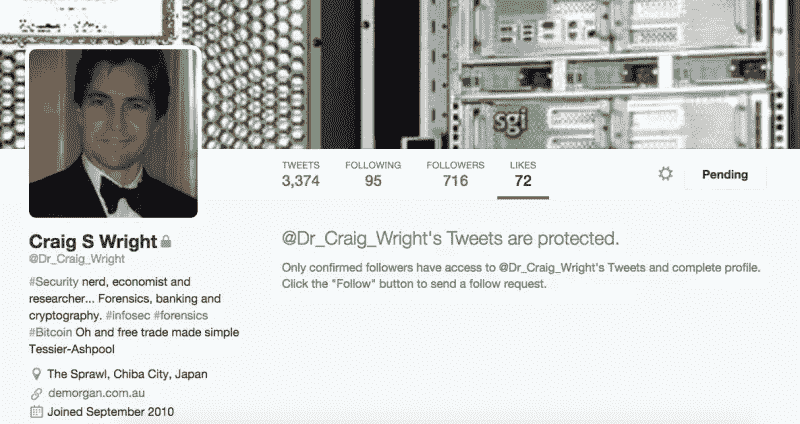 sgi
TWEETS FOLLOWING FOLLOWERS LIKES
3,374 95 716 72
Pending
Craig S Wright
@Dr_Craig_Wright
#Security nerd, economist and
researcher... Forensics, banking and
cryptography. #infosec #forensics
#Bitcoin Oh and free trade made simple
Tessier-Ashpool
The Sprawl, Chiba City, Japan
demorgan.com.au
Joined September 2010
@Dr_Craig_Wright's Tweets are protected.
Only confirmed followers have access to @Dr_Craig_Wright's Tweets and complete profile.
Click the "Follow" button to send a follow request.